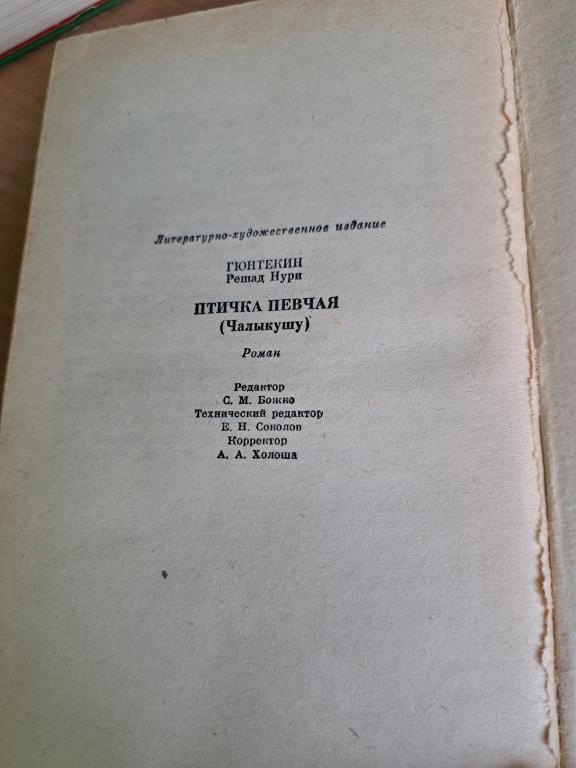 Литературно-художественное издание
ГЮНТЕКИН
Решад Нури
ПТИЧКА ПЕВЧАЯ
(Чалыкушу)
Роман
Редактор
С. М. Божко
Технический редактор
Е. Н. Соколов
Корректор
А. А. Холоша